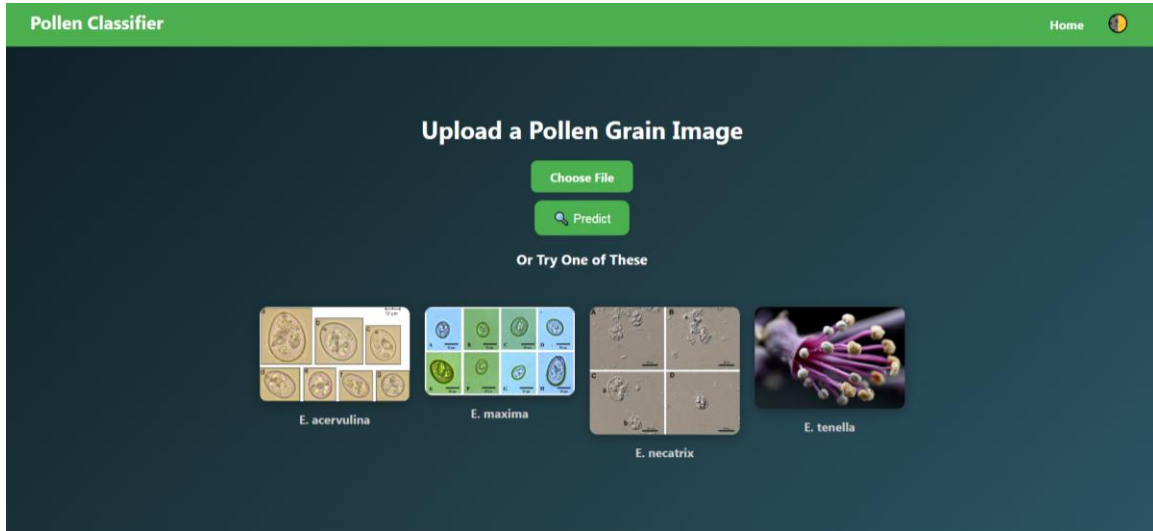 Pollen Classifier
Home
Upload a Pollen Grain Image
Choose File
🔍 Predict
Or Try One of These
A B C D
E F G H
A B
C D
E. acervulina
E. maxima
E. necatrix
E. tenella